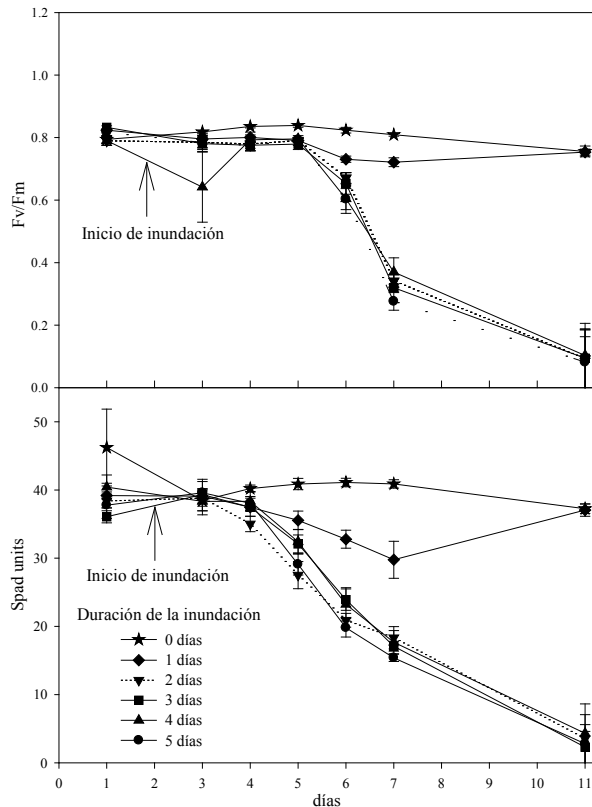 1.2
1.0
0.8
0.6
0.4
0.2
0.0
Fv/Fm
Inicio de inundación
50
40
30
20
10
0
Spad units
Inicio de inundación
Duración de la inundación
0 días
1 días
2 días
3 días
4 días
5 días
0 1 2 3 4 5 6 7 8 9 10 11
días